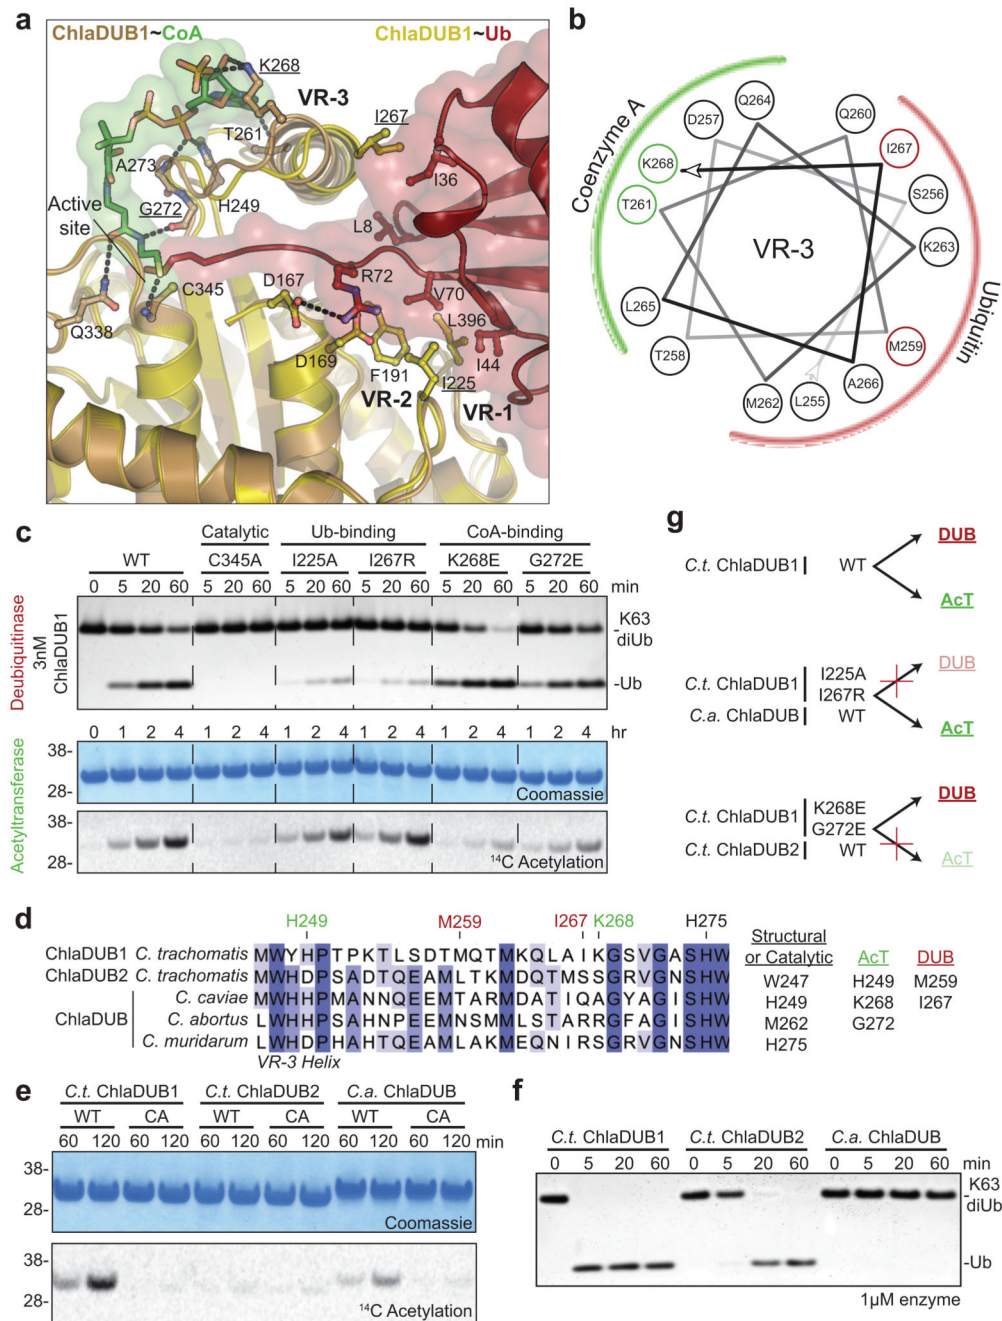 a
ChlaDUB1~CoA
ChlaDUB1~Ub
K268
VR-3
I267
T261
A273
I36
H249
G272
Active
site
L8
R72
D167
C345
V70
Q338
L396
D169
I44
F191
I225
VR-2
VR-1
b
Coenzyme A
Ubiquitin
Q264
Q260
D257
I267
K268
S256
T261
VR-3
K263
L265
M259
T258
A266
M262
L255
c
Catalytic
Ub-binding
CoA-binding
WT
C345A
I225A
I267R
K268E
G272E
0 5 20 60 5 20 60 5 20 60 5 20 60 5 20 60 5 20 60 min
Deubiquitinase
3nM
ChlaDUB1
K63
diUb
-Ub
0 1 2 4 1 2 4 1 2 4 1 2 4 1 2 4 1 2 4 hr
Acetyltransferase
38-
28-
Coomassie
38-
28-
14C Acetylation
g
C.t. ChlaDUB1 WT
DUB
AcT
C.t. ChlaDUB1 I225A
I267R
C.a. ChlaDUB WT
DUB
AcT
C.t. ChlaDUB1 K268E
G272E
C.t. ChlaDUB2 WT
DUB
AcT
d
H249 M259 I267 K268 H275
ChlaDUB1 C. trachomatis MWYHPTPKTLSDTMQTMKQLAIKGSVGASHW
ChlaDUB2 C. trachomatis MWHDPSADTQEAMLTKMDQTMSSGRVGNSHW
ChlaDUB
C. caviae MWHHPMANNQEEMTARMDATIQAGYAGISHW
C. abortus LWHHPSAHNPEEMNSMMLSTARRGFAGISHW
C. muridarum LWHDPHAHTQEAMLAKMEQNIRSGRVGNSHW
VR-3 Helix
Structural
or Catalytic AcT DUB
W247 H249 M259
H249 K268 I267
M262 G272
H275
e
C.t. ChlaDUB1 C.t. ChlaDUB2 C.a. ChlaDUB
WT CA WT CA WT CA
60 120 60 120 60 120 60 120 60 120 60 120 min
38-
28-
Coomassie
38-
28-
14C Acetylation
f
C.t. ChlaDUB1 C.t. ChlaDUB2 C.a. ChlaDUB
0 5 20 60 0 5 20 60 0 5 20 60 min
K63
diUb
-Ub
1µM enzyme